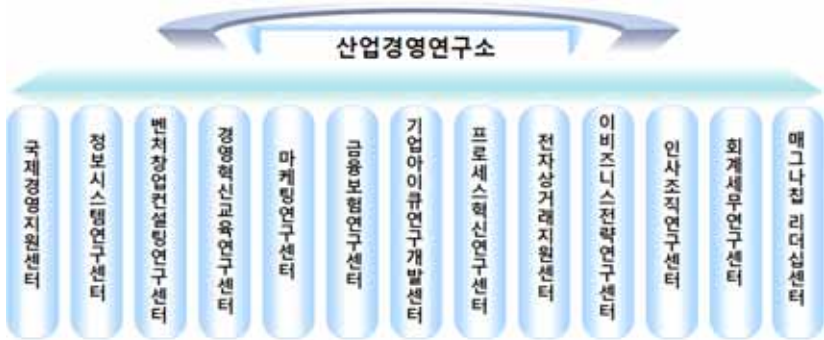 산업경영연구소
국제경영지원센터
정보시스템연구센터
벤처창업컨설팅연구센터
경영혁신교육연구센터
마케팅연구센터
금융보험연구센터
기업아이큐연구개발센터
프로세스혁신연구센터
전자상거래지원센터
이비즈니스전략연구센터
인사조직연구센터
회계세무연구센터
매그나칩 리더십센터